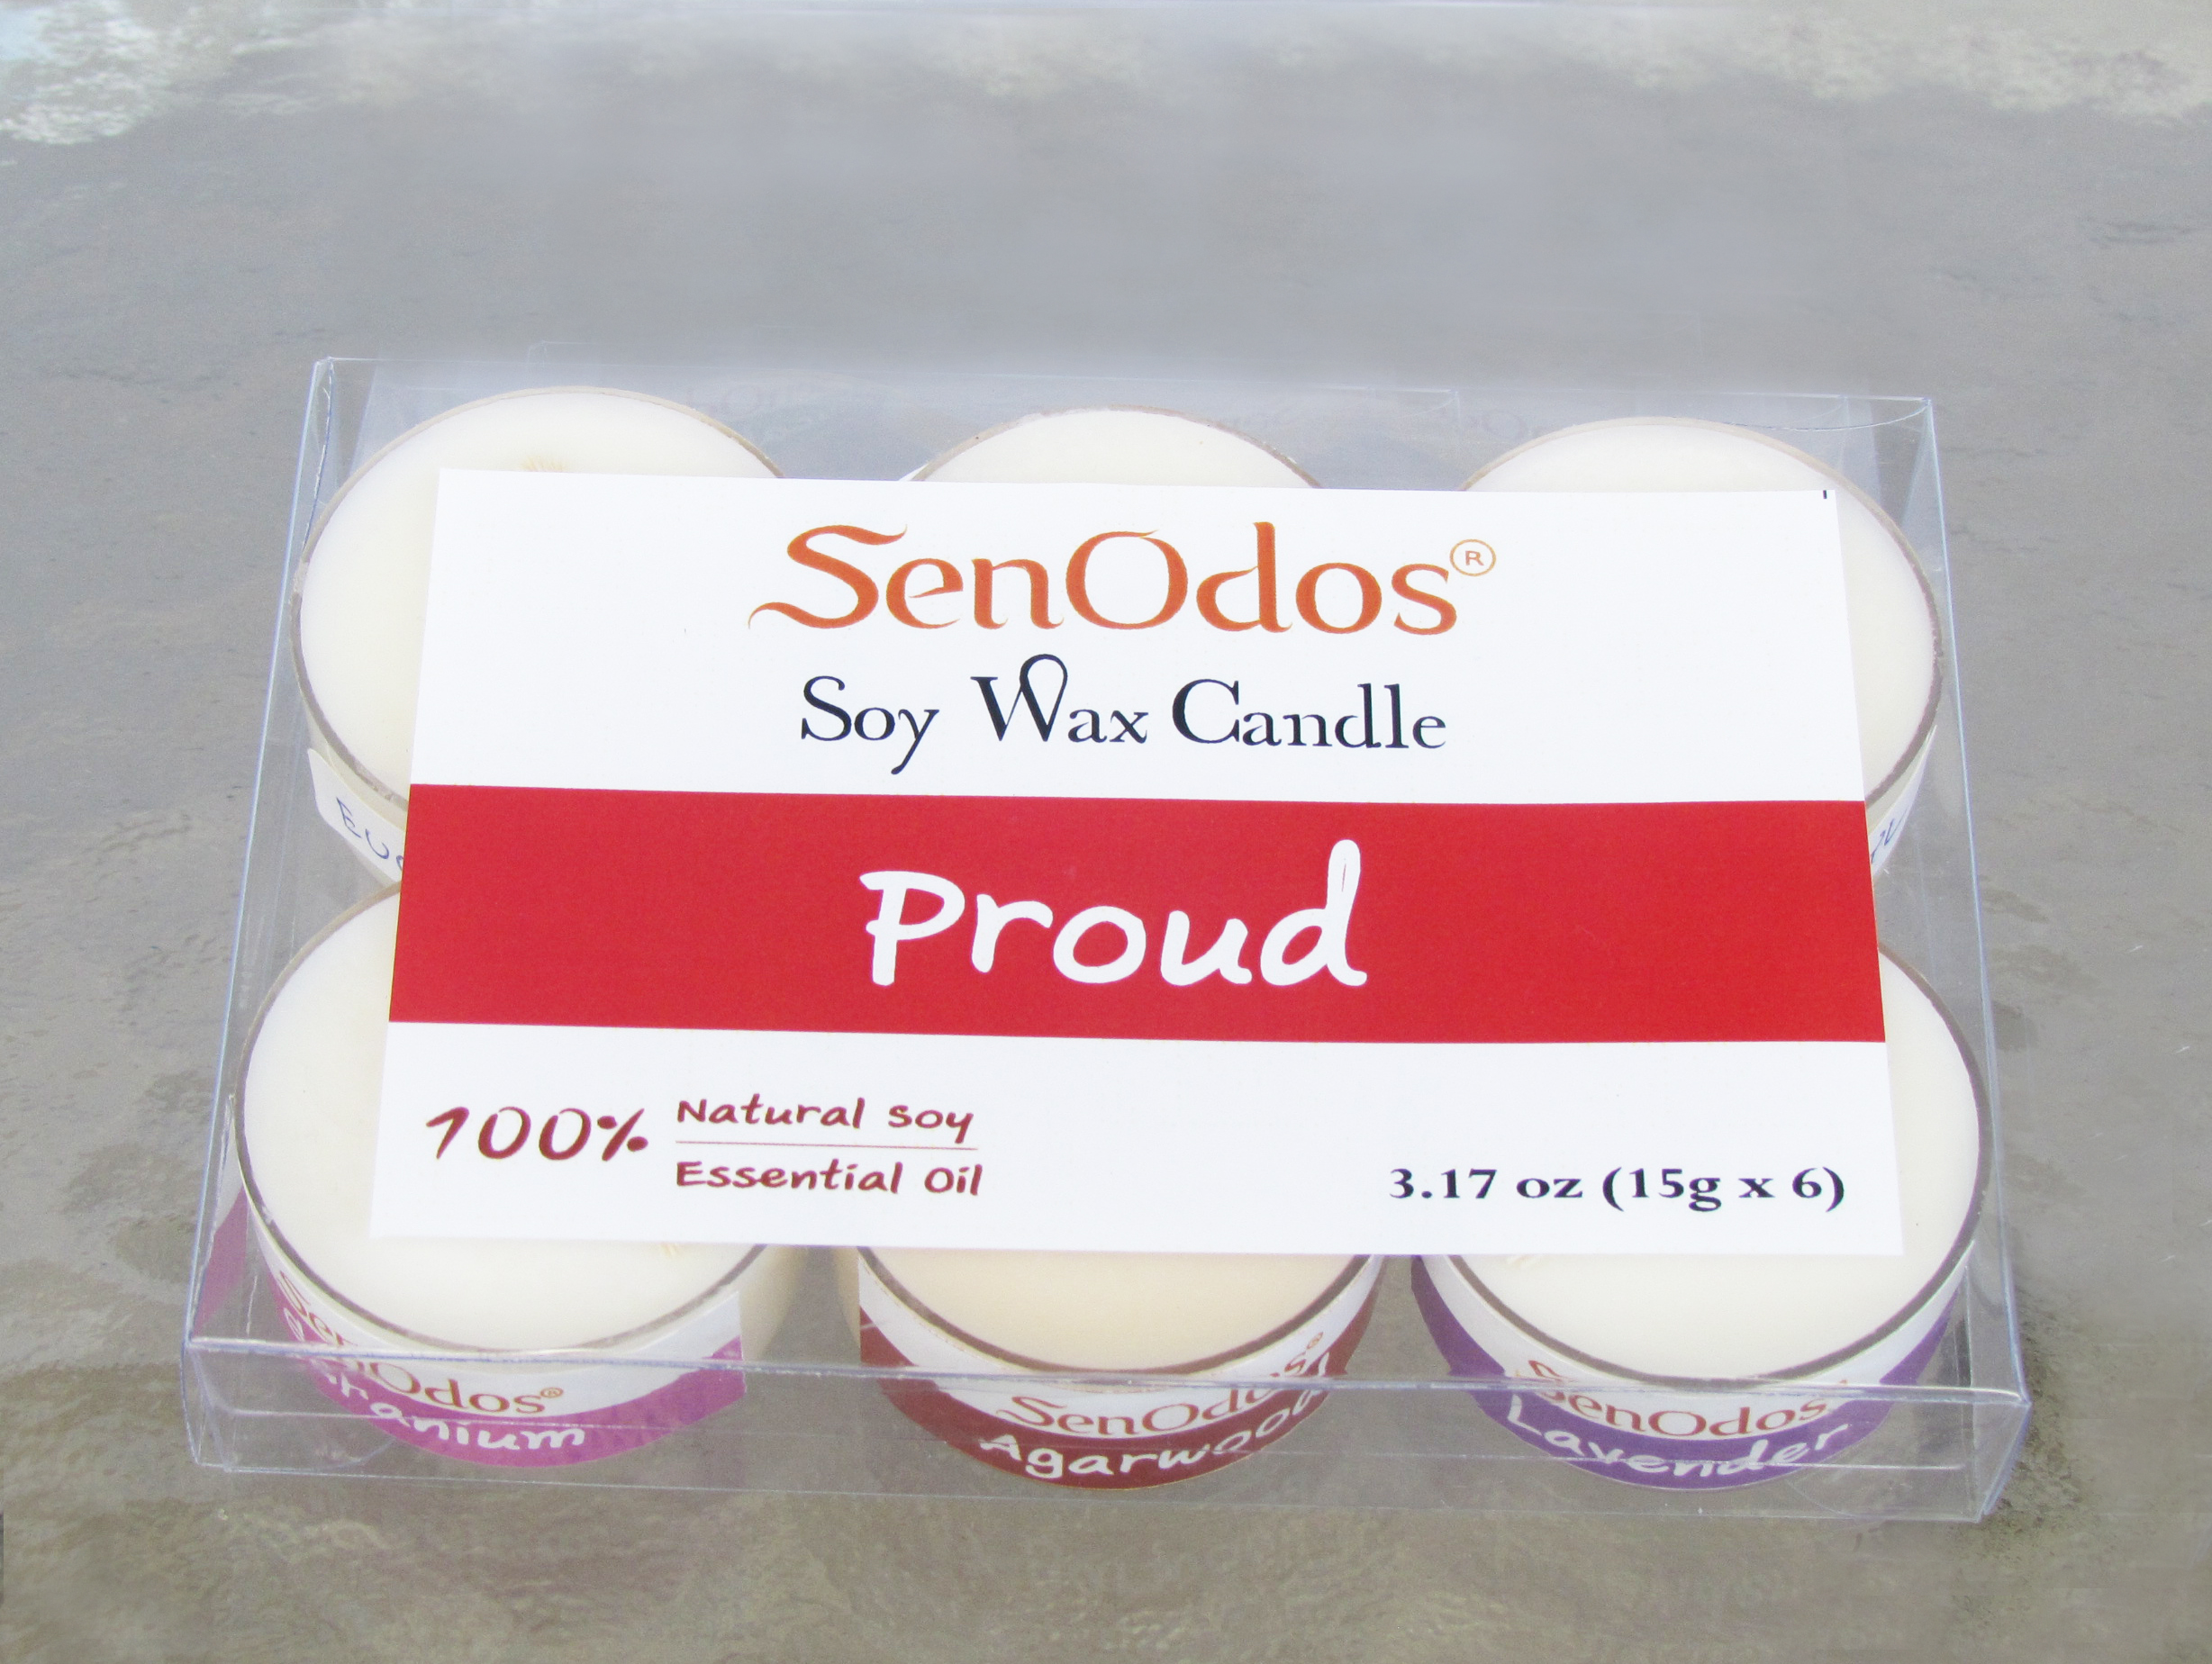 SenOdos®
Soy Wax Candle
Proud
100% Natural soy
Essential Oil
3.17 oz (15g x 6)
SenOdos®
SenOdos®
Agarwood
SenOdos
Lavender